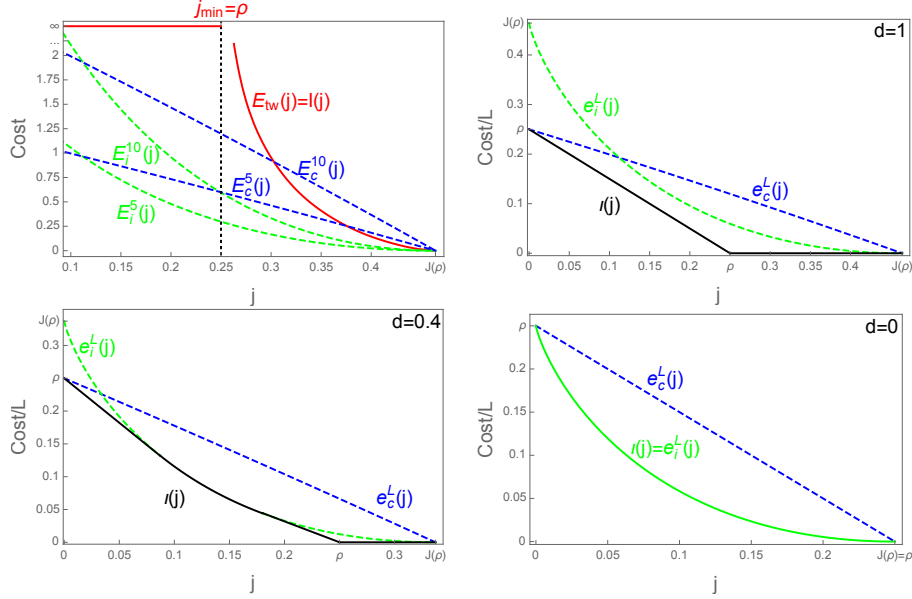 j_min=ρ
∞
...
2
1.75
1.5
1.25
1
0.75
0.5
0.25
0
Cost
E_tw(j)=I(j)
E_i^10(j)
E_c^10(j)
E_c^5(j)
E_i^5(j)
0.1 0.15 0.2 0.25 0.3 0.35 0.4 J(ρ)
j
d=1
J(ρ)
0.4
0.3
ρ
0.2
0.1
0
Cost/L
e_i^L(j)
e_c^L(j)
ı(j)
0 0.05 0.10 0.15 0.20 ρ 0.30 0.35 0.40 J(ρ)
j
d=0.4
J(ρ)
0.3
ρ
0.2
0.15
0.1
0.05
0
Cost/L
e_i^L(j)
e_c^L(j)
ı(j)
0 0.05 0.1 0.15 0.2 ρ 0.3 J(ρ)
j
d=0
ρ
0.2
0.15
0.1
0.05
0
Cost/L
e_c^L(j)
ı(j)=e_i^L(j)
0 0.05 0.1 0.15 0.2 J(ρ)=ρ
j